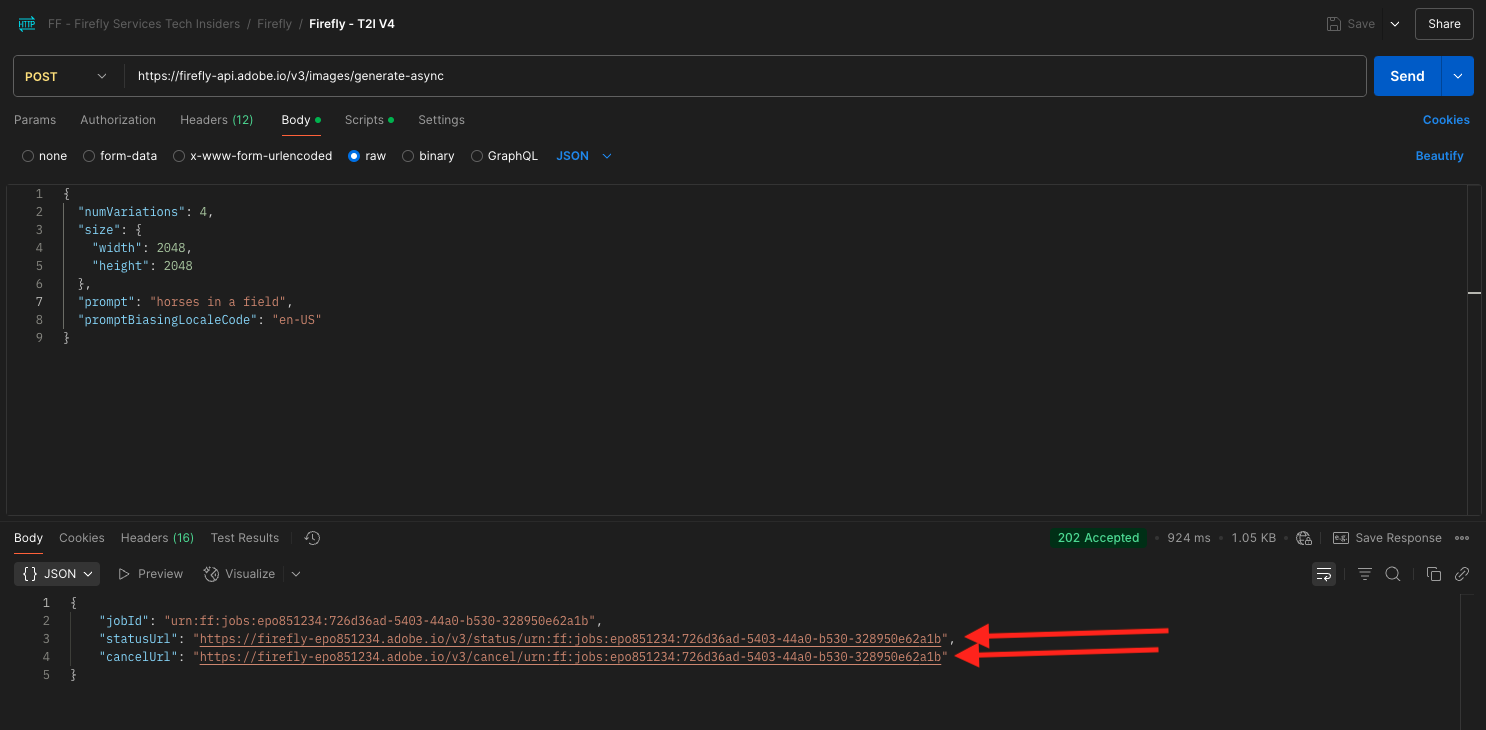 HTTP FF - Firefly Services Tech Insiders / Firefly / Firefly - T2I V4 Save Share
POST https://firefly-api.adobe.io/v3/images/generate-async Send
Params Authorization Headers (12) Body Scripts Settings Cookies
none form-data x-www-form-urlencoded raw binary GraphQL JSON Beautify
1 {
2 "numVariations": 4,
3 "size": {
4 "width": 2048,
5 "height": 2048
6 },
7 "prompt": "horses in a field",
8 "promptBiasingLocaleCode": "en-US"
9 }
Body Cookies Headers (16) Test Results 202 Accepted • 924 ms • 1.05 KB Save Response
{} JSON Preview Visualize
1 {
2 "jobId": "urn:ff:jobs:epo851234:726d36ad-5403-44a0-b530-328950e62a1b",
3 "statusUrl": "https://firefly-epo851234.adobe.io/v3/status/urn:ff:jobs:epo851234:726d36ad-5403-44a0-b530-328950e62a1b",
4 "cancelUrl": "https://firefly-epo851234.adobe.io/v3/cancel/urn:ff:jobs:epo851234:726d36ad-5403-44a0-b530-328950e62a1b"
5 }